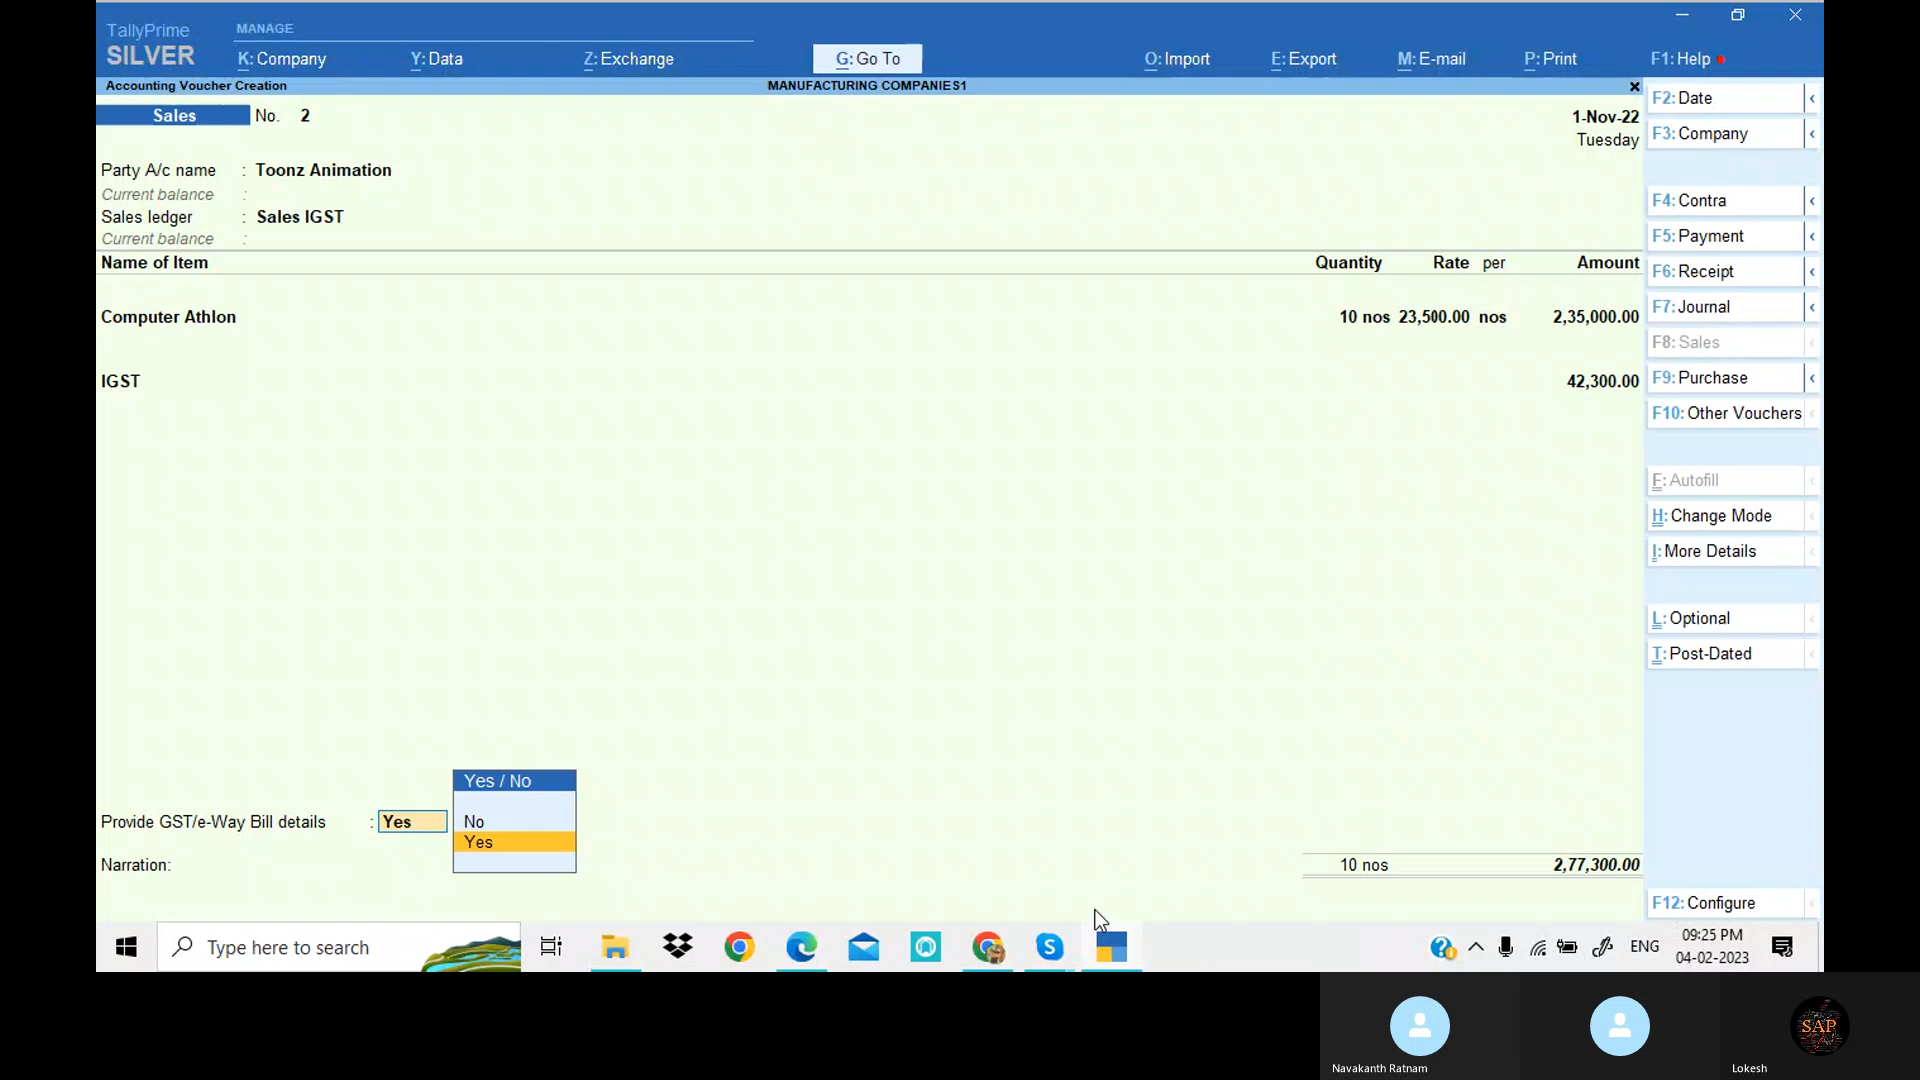 TallyPrime
SILVER
MANAGE
K: Company
Y: Data
Z: Exchange
G: Go To
O: Import
E: Export
M: E-mail
P: Print
F1: Help
Accounting Voucher Creation
MANUFACTURING COMPANIES1
Sales No. 2
1-Nov-22
Tuesday
Party A/c name : Toonz Animation
Current balance :
Sales ledger : Sales IGST
Current balance :
Name of Item Quantity Rate per Amount
Computer Athlon 10 nos 23,500.00 nos 2,35,000.00
IGST 42,300.00
Yes / No
No
Yes
Provide GST/e-Way Bill details : Yes
Narration: 10 nos 2,77,300.00
F2: Date
F3: Company
F4: Contra
F5: Payment
F6: Receipt
F7: Journal
F8: Sales
F9: Purchase
F10: Other Vouchers
F: Autofill
H: Change Mode
I: More Details
L: Optional
T: Post-Dated
F12: Configure
Type here to search
ENG
09:25 PM
04-02-2023
SAP
Navakanth Ratnam
Lokesh